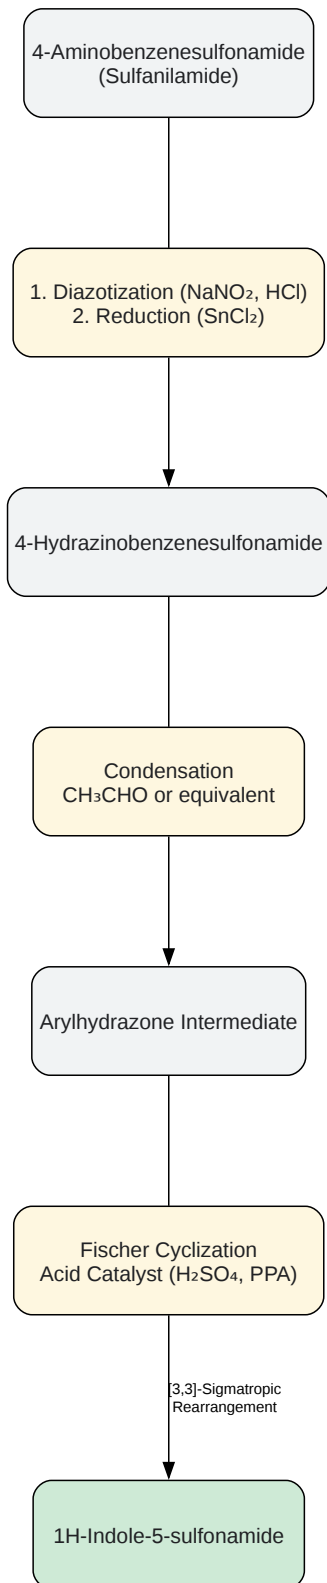 4-Aminobenzenesulfonamide
(Sulfanilamide)
1. Diazotization (NaNO₂, HCl)
2. Reduction (SnCl₂)
4-Hydrazinobenzenesulfonamide
Condensation
CH₃CHO or equivalent
Arylhydrazone Intermediate
Fischer Cyclization
Acid Catalyst (H₂SO₄, PPA)
[3,3]-Sigmatropic
Rearrangement
1H-Indole-5-sulfonamide